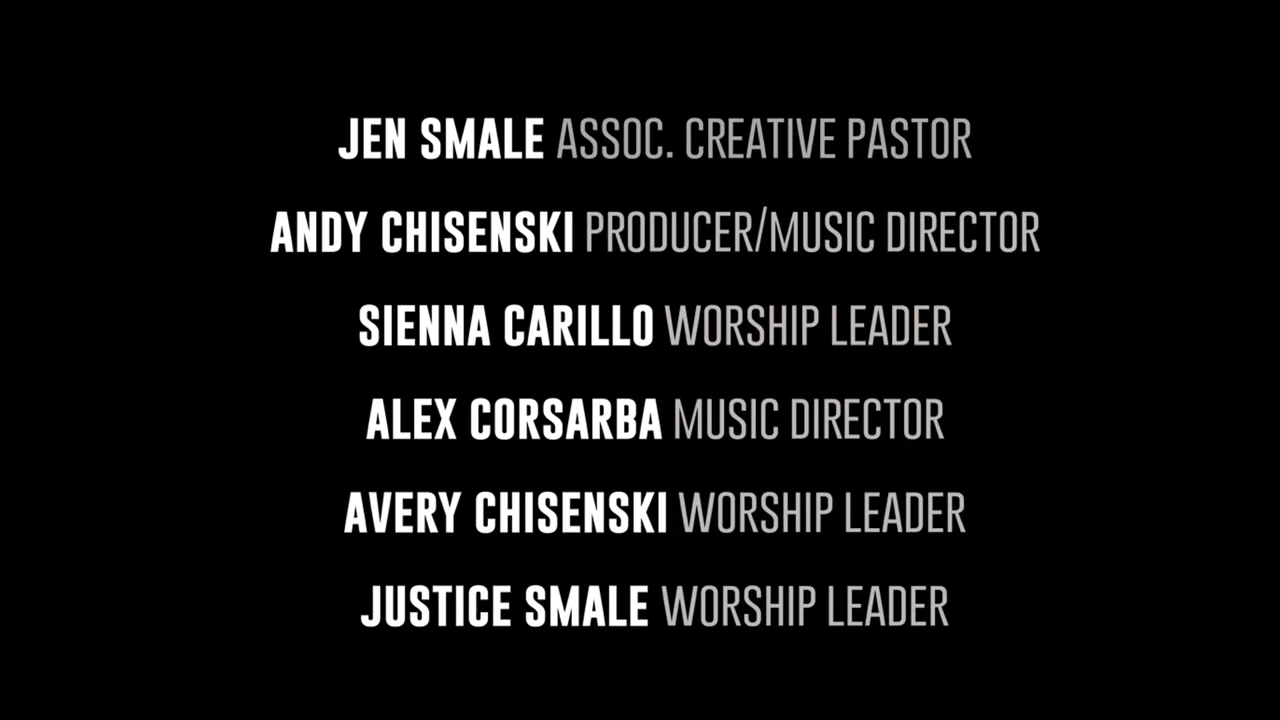 JEN SMALE ASSOC. CREATIVE PASTOR
ANDY CHISENSKI PRODUCER/MUSIC DIRECTOR
SIENNA CARILLO WORSHIP LEADER
ALEX CORSARBA MUSIC DIRECTOR
AVERY CHISENSKI WORSHIP LEADER
JUSTICE SMALE WORSHIP LEADER